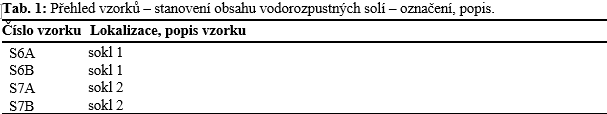 Tab. 1: Přehled vzorků – stanovení obsahu vodorozpustných solí – označení, popis.
Číslo vzorku Lokalizace, popis vzorku
S6A sokl 1
S6B sokl 1
S7A sokl 2
S7B sokl 2